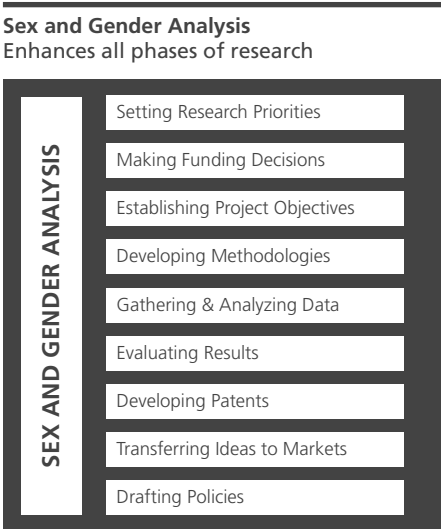 Sex and Gender Analysis
Enhances all phases of research
SEX AND GENDER ANALYSIS
Setting Research Priorities
Making Funding Decisions
Establishing Project Objectives
Developing Methodologies
Gathering & Analyzing Data
Evaluating Results
Developing Patents
Transferring Ideas to Markets
Drafting Policies